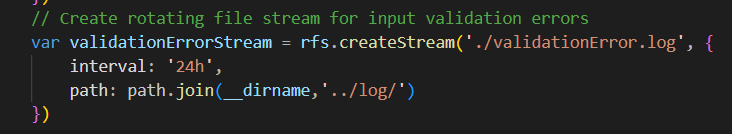 })
// Create rotating file stream for input validation errors
var validationErrorStream = rfs.createStream('./validationError.log', {
    interval: '24h',
    path: path.join(__dirname,'../log/')
})